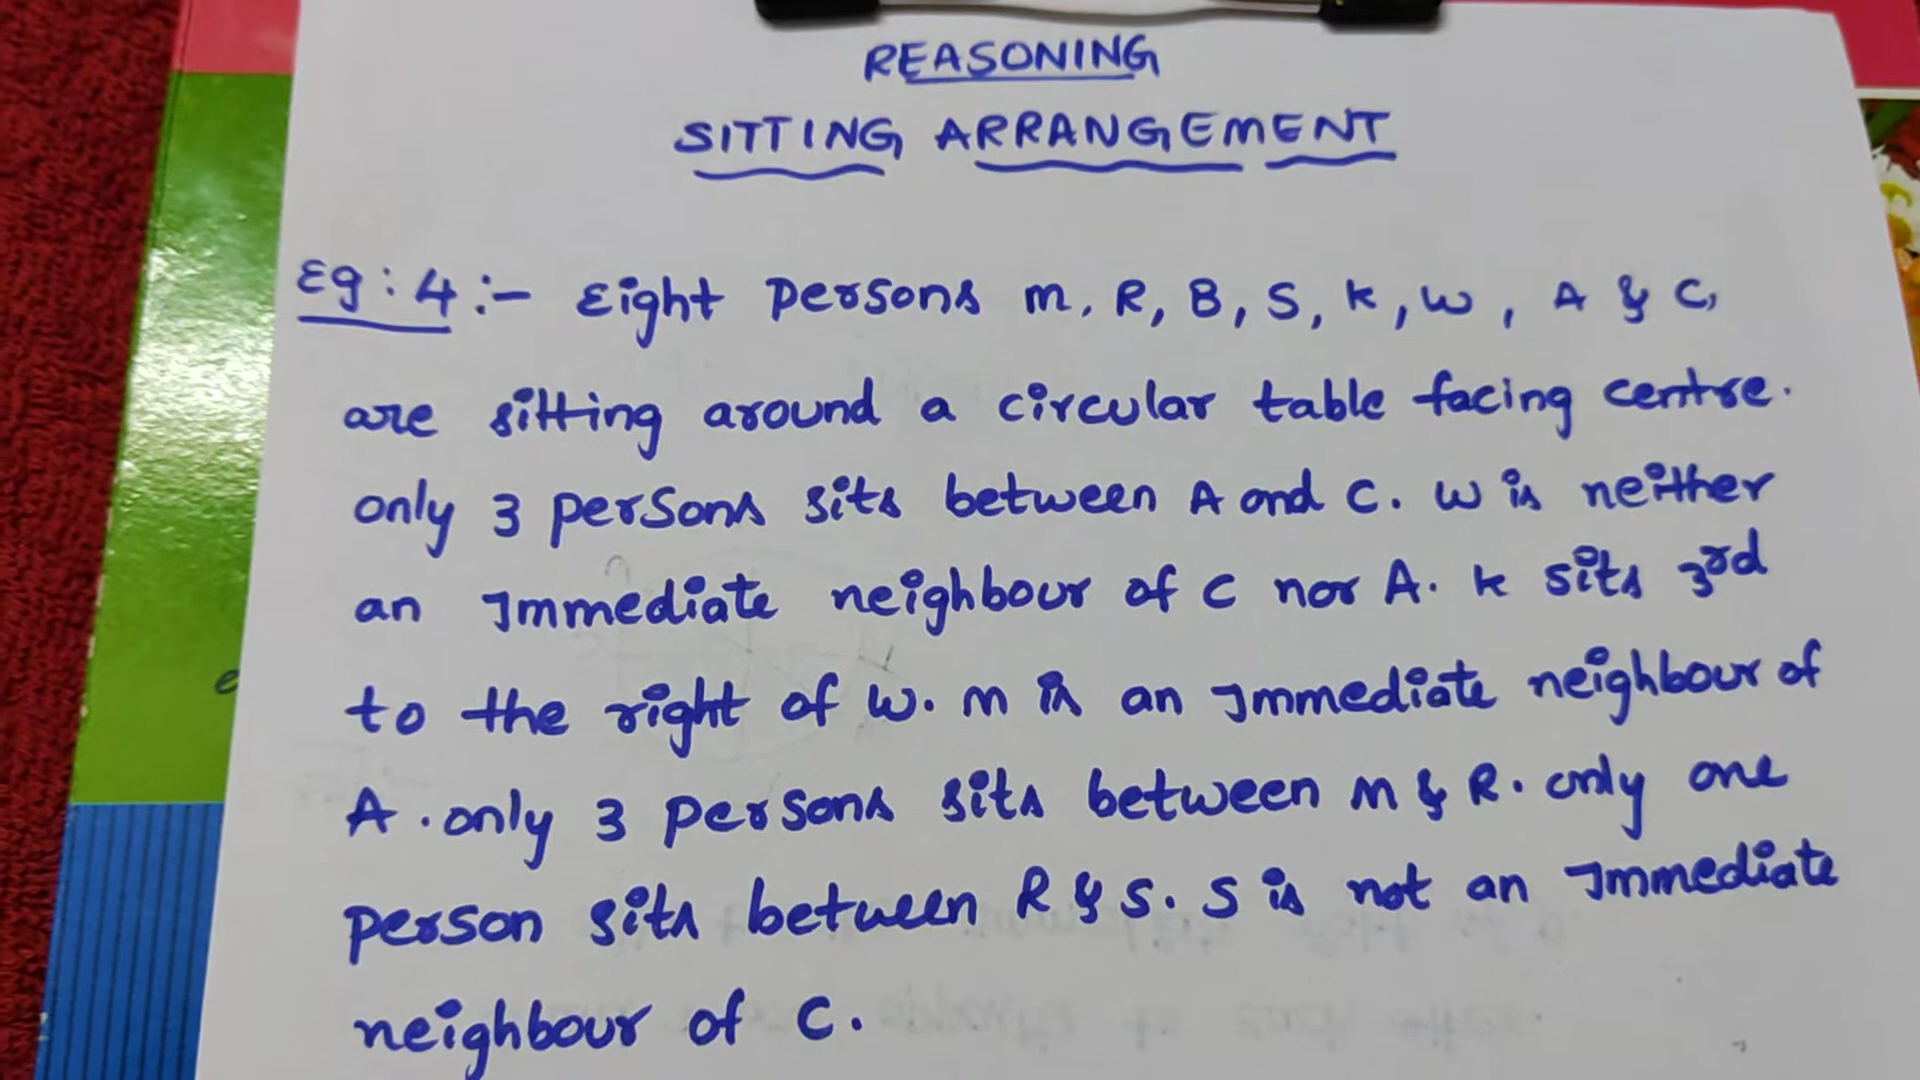 REASONING
SITTING ARRANGEMENT
Eg: 4:- Eight persons M, R, B, S, K, W, A & C,
are sitting around a circular table facing centre.
only 3 persons sits between A and C. W is neither
an Immediate neighbour of C nor A. K sits 3rd
to the right of W. M is an Immediate neighbour of
A. only 3 persons sits between M & R. only one
person sits between R & S. S is not an Immediate
neighbour of C.